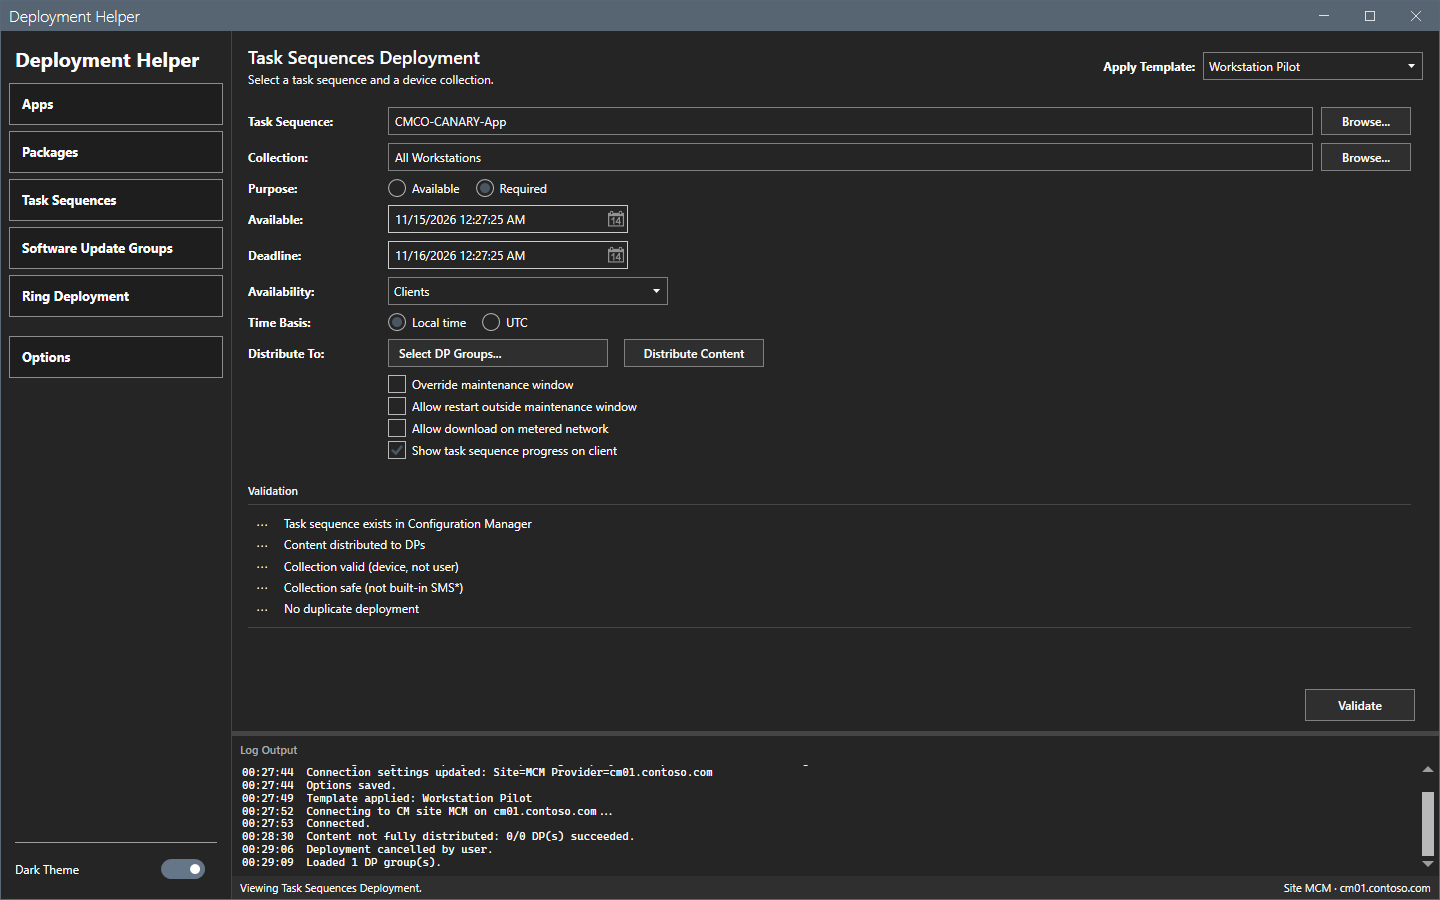 Deployment Helper
Deployment Helper
Apps
Packages
Task Sequences
Software Update Groups
Ring Deployment
Options
Dark Theme
Task Sequences Deployment
Select a task sequence and a device collection.
Apply Template: Workstation Pilot
Task Sequence: CMCO-CANARY-App Browse...
Collection: All Workstations Browse...
Purpose: Available Required
Available: 11/15/2026 12:27:25 AM 14
Deadline: 11/16/2026 12:27:25 AM 14
Availability: Clients
Time Basis: Local time UTC
Distribute To: Select DP Groups... Distribute Content
Override maintenance window
Allow restart outside maintenance window
Allow download on metered network
Show task sequence progress on client
Validation
... Task sequence exists in Configuration Manager
... Content distributed to DPs
... Collection valid (device, not user)
... Collection safe (not built-in SMS*)
... No duplicate deployment
Validate
Log Output
00:27:44 Connection settings updated: Site=MCM Provider=cm01.contoso.com
00:27:44 Options saved.
00:27:49 Template applied: Workstation Pilot
00:27:52 Connecting to CM site MCM on cm01.contoso.com...
00:27:53 Connected.
00:28:30 Content not fully distributed: 0/0 DP(s) succeeded.
00:29:06 Deployment cancelled by user.
00:29:09 Loaded 1 DP group(s).
Viewing Task Sequences Deployment.
Site MCM · cm01.contoso.com